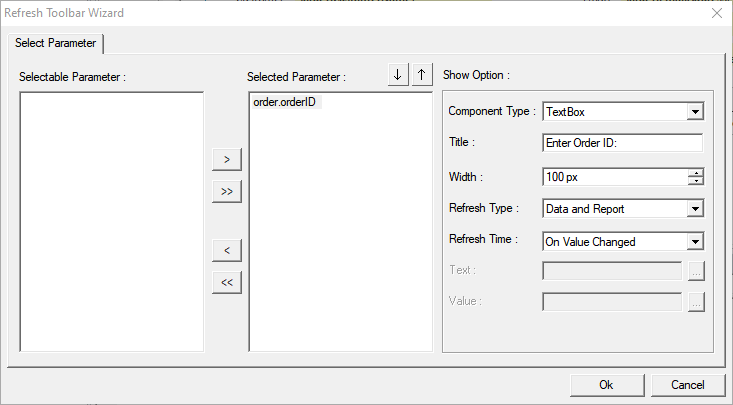 Refresh Toolbar Wizard
Select Parameter
Selectable Parameter :
Selected Parameter :
order.orderID
>
>>
<
<<
Show Option :
Component Type : TextBox
Title : Enter Order ID:
Width : 100 px
Refresh Type : Data and Report
Refresh Time : On Value Changed
Text : ...
Value : ...
Ok Cancel